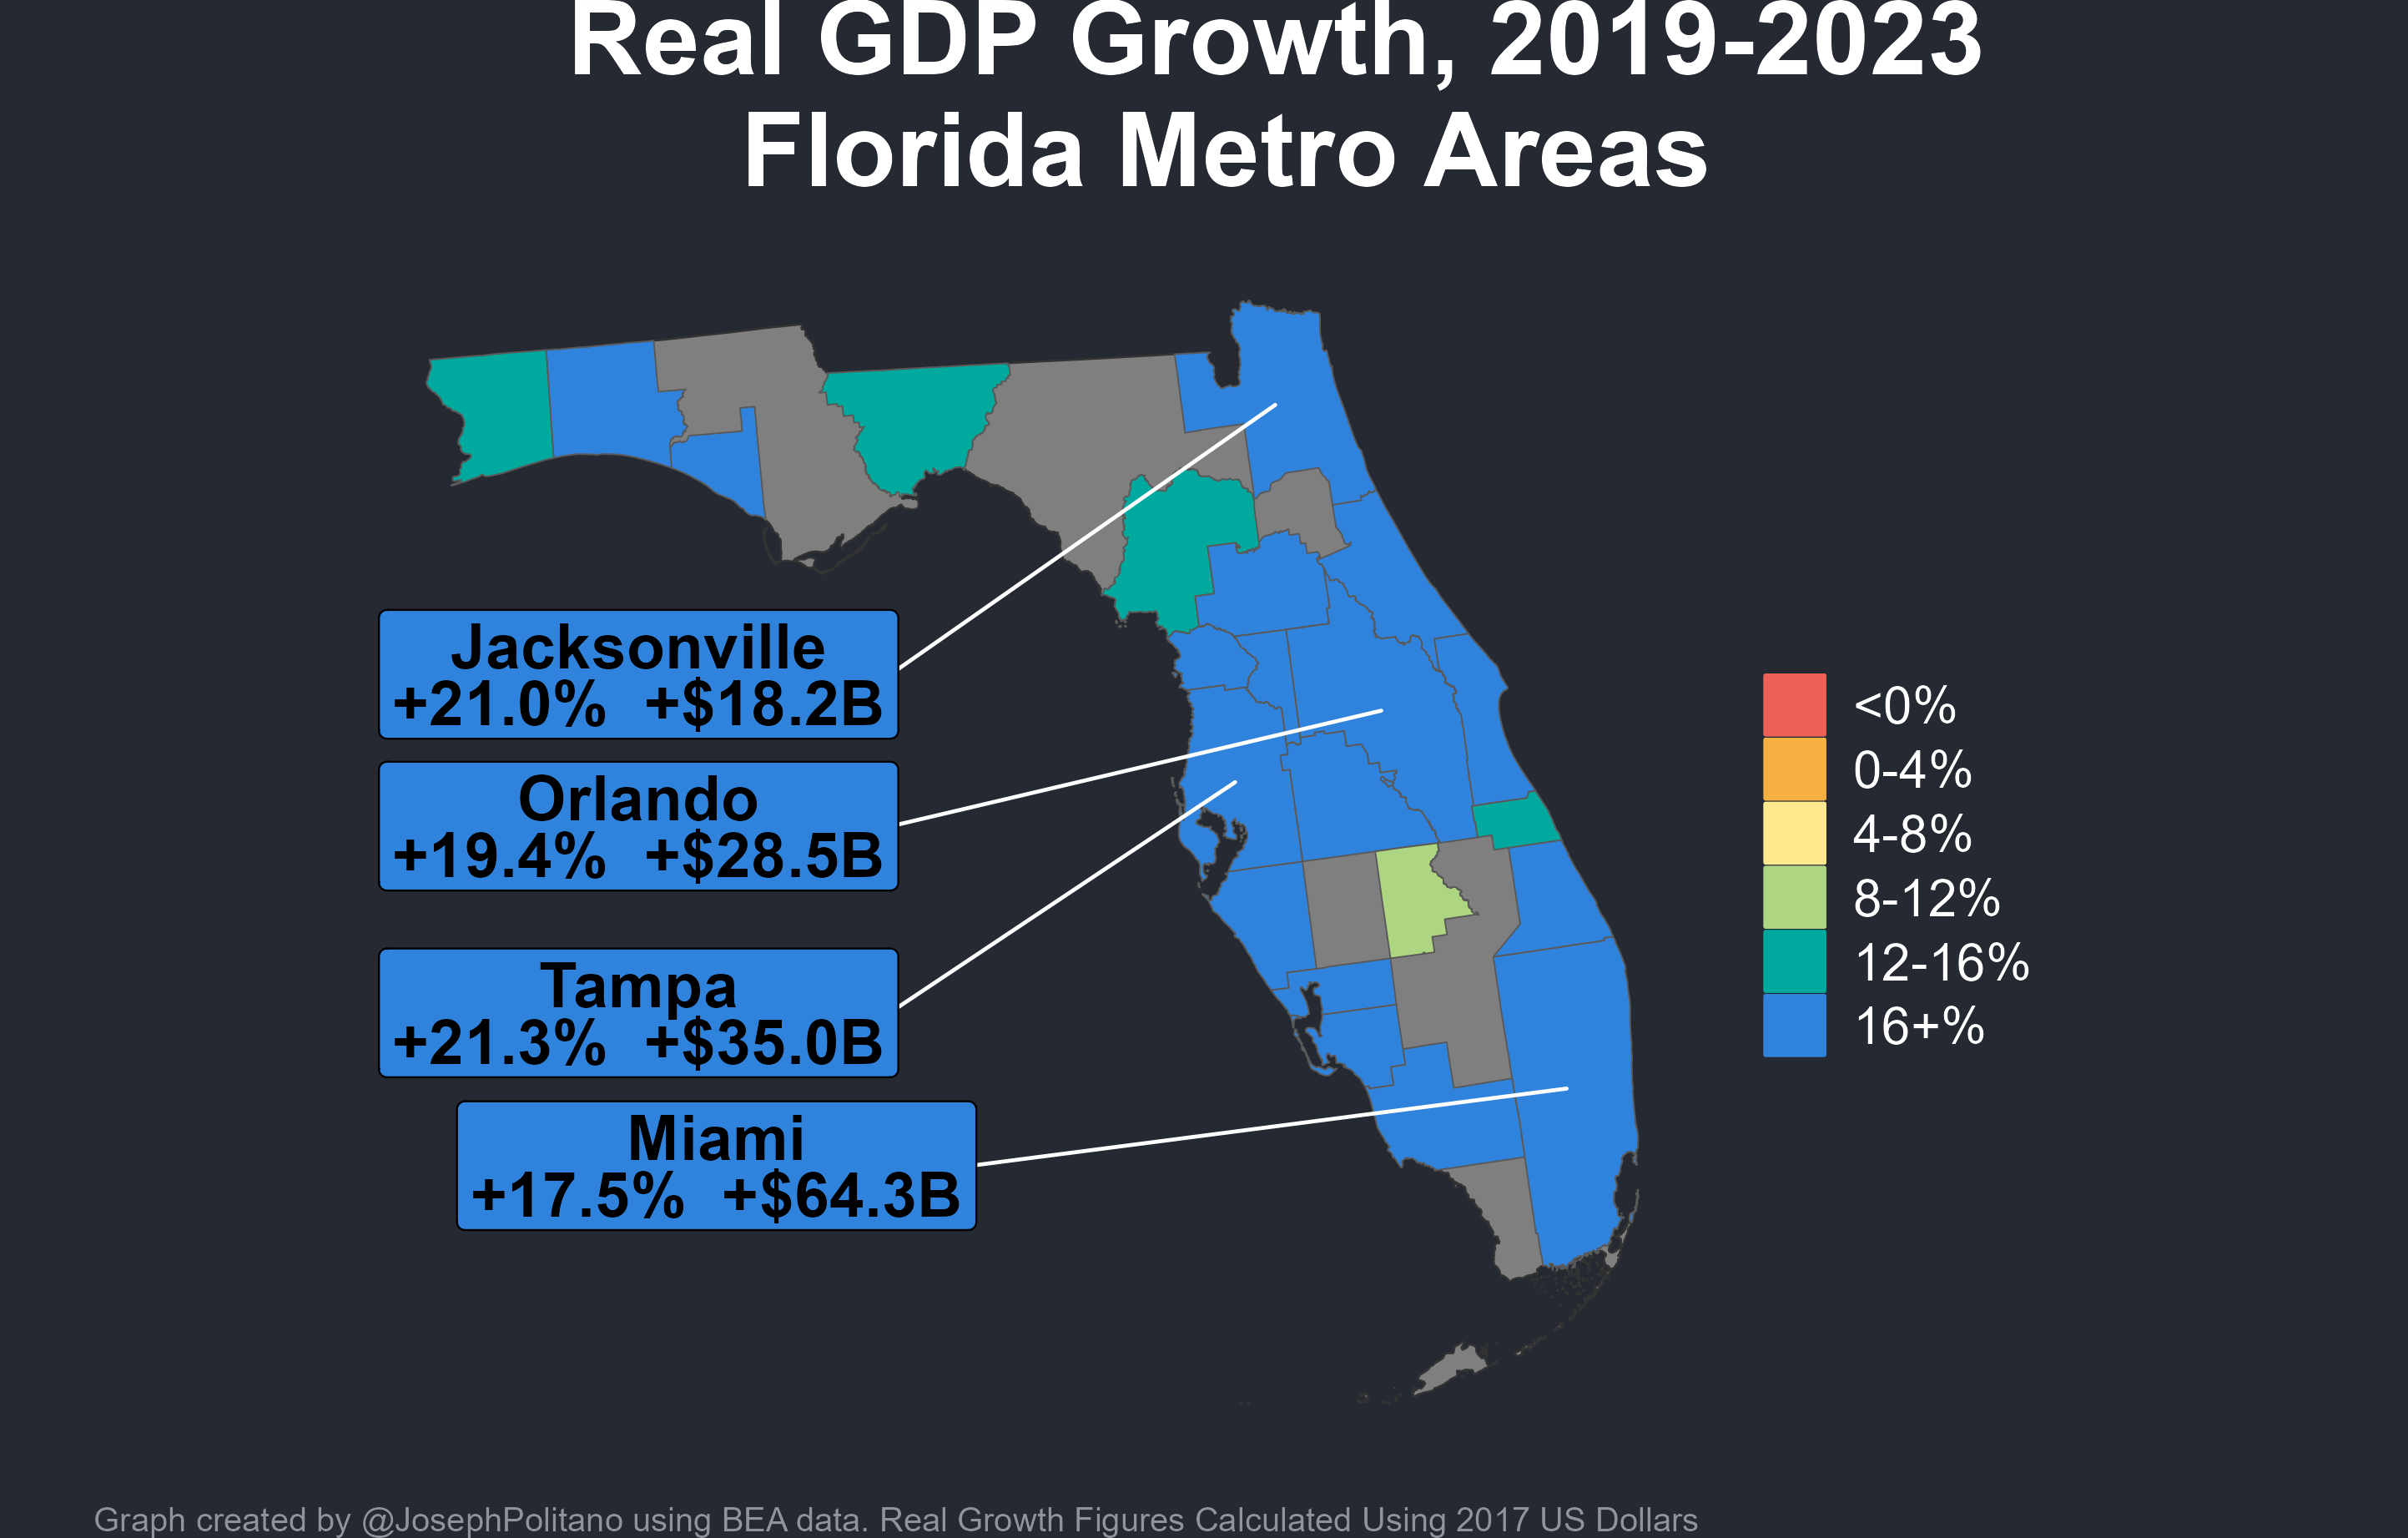 Real GDP Growth, 2019-2023
Florida Metro Areas
Jacksonville
+21.0% +$18.2B
Orlando
+19.4% +$28.5B
Tampa
+21.3% +$35.0B
Miami
+17.5% +$64.3B
<0%
0-4%
4-8%
8-12%
12-16%
16+%
Graph created by @JosephPolitano using BEA data. Real Growth Figures Calculated Using 2017 US Dollars